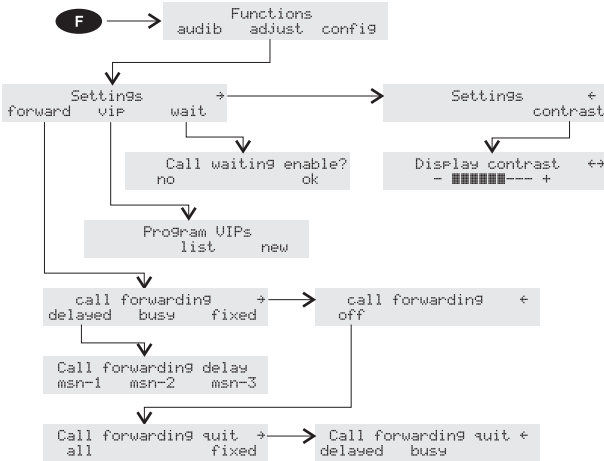 F
Functions
audib adjust config
Settings →
forward vip wait
Settings ←
contrast
Call waiting enable?
no ok
Display contrast ←→
- ▮▮▮▮▮▮--- +
Program VIPs
list new
call forwarding →
delayed busy fixed
call forwarding ←
off
Call forwarding delay
msn-1 msn-2 msn-3
Call forwarding quit →
all fixed
Call forwarding quit ←
delayed busy